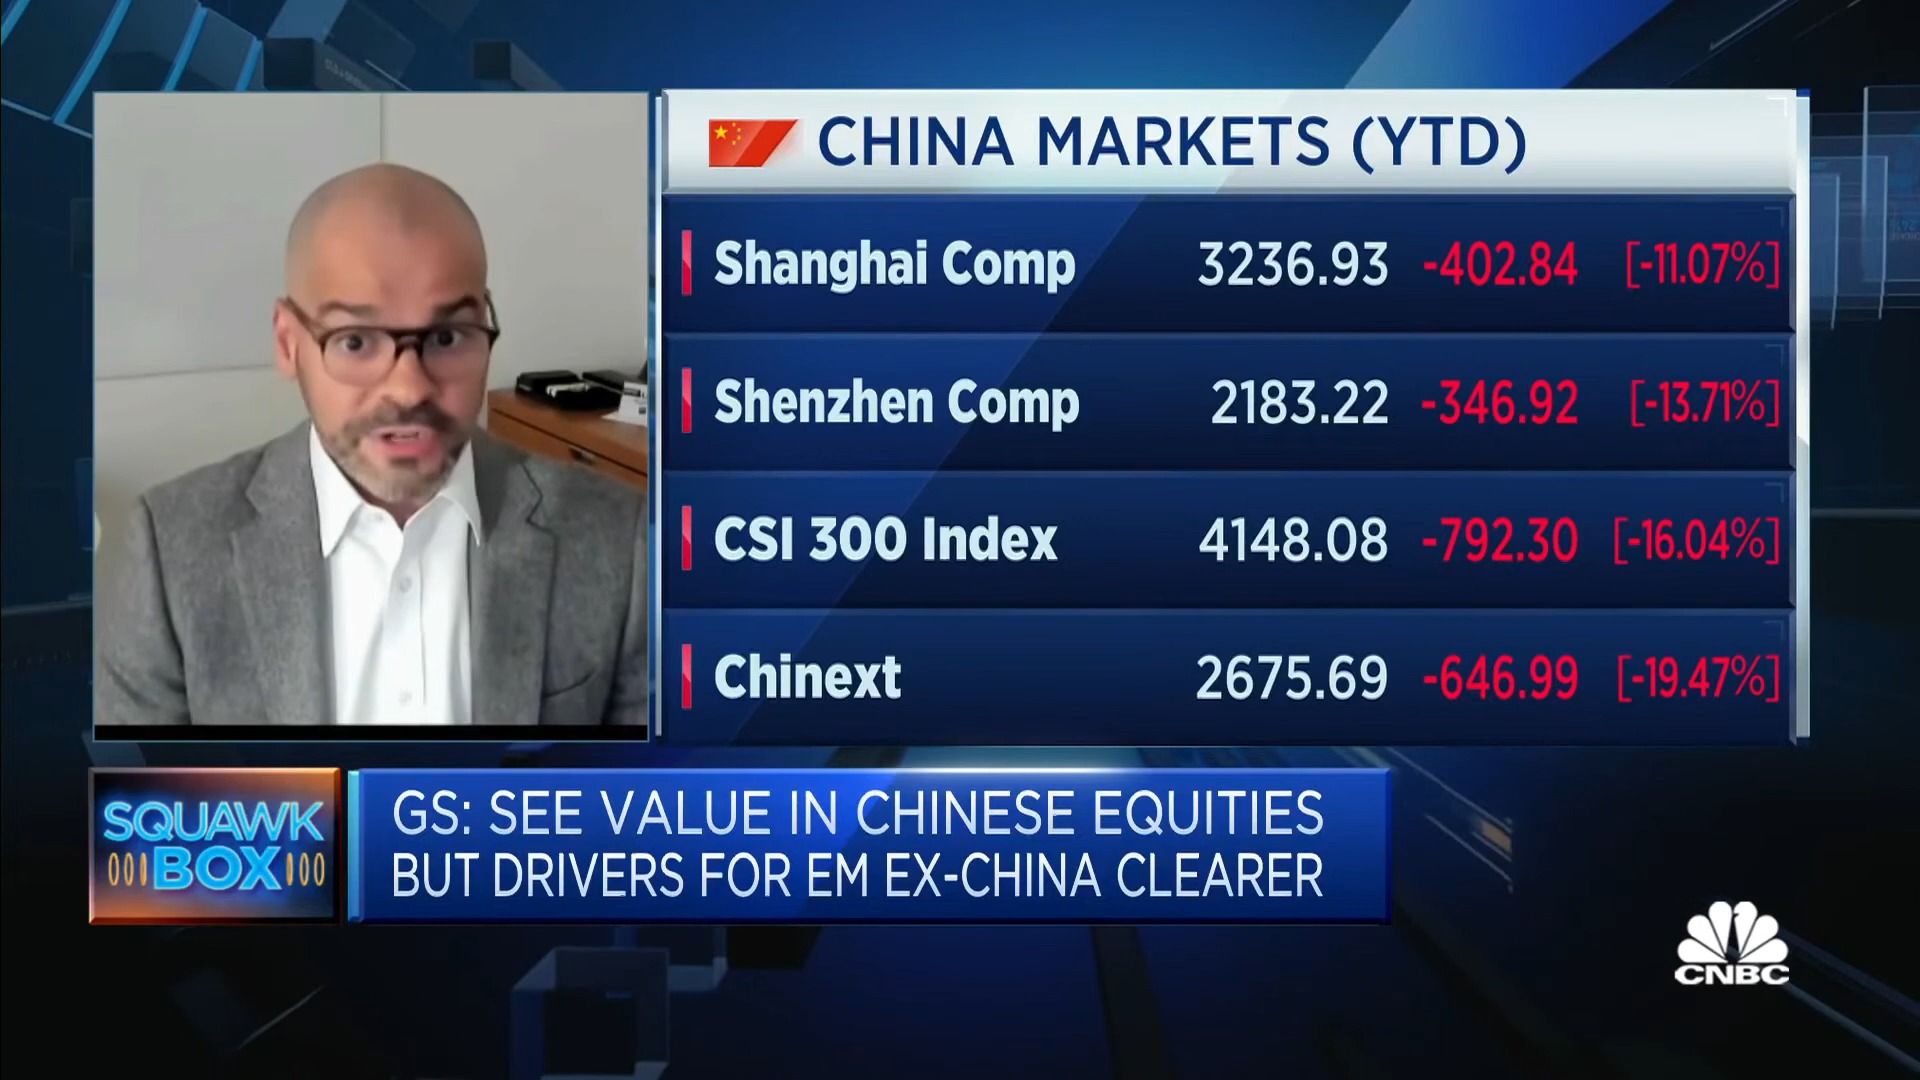 CHINA MARKETS (YTD)
Shanghai Comp 3236.93 -402.84 [-11.07%]
Shenzhen Comp 2183.22 -346.92 [-13.71%]
CSI 300 Index 4148.08 -792.30 [-16.04%]
Chinext 2675.69 -646.99 [-19.47%]
SQUAWK
BOX
GS: SEE VALUE IN CHINESE EQUITIES
BUT DRIVERS FOR EM EX-CHINA CLEARER
CNBC